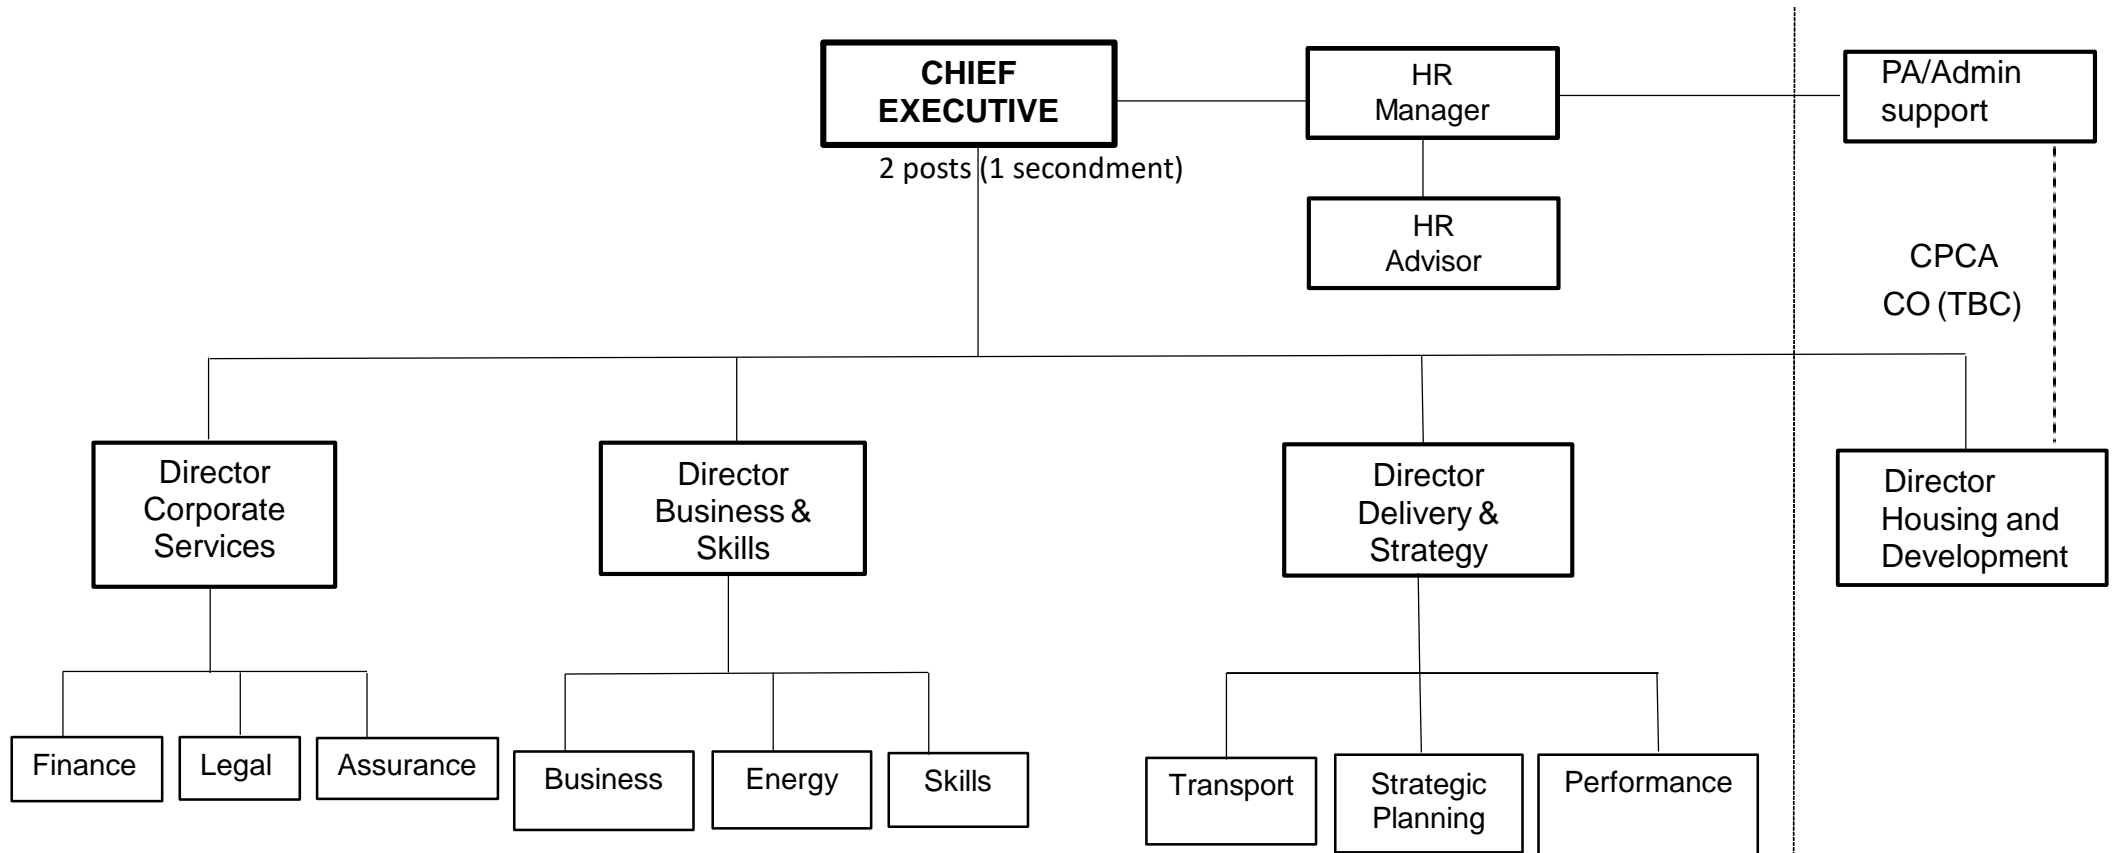 CHIEF
EXECUTIVE
2 posts (1 secondment)
HR
Manager
PA/Admin
support
HR
Advisor
CPCA
CO (TBC)
Director
Corporate
Services
Director
Business &
Skills
Director
Delivery &
Strategy
Director
Housing and
Development
Finance
Legal
Assurance
Business
Energy
Skills
Transport
Strategic
Planning
Performance